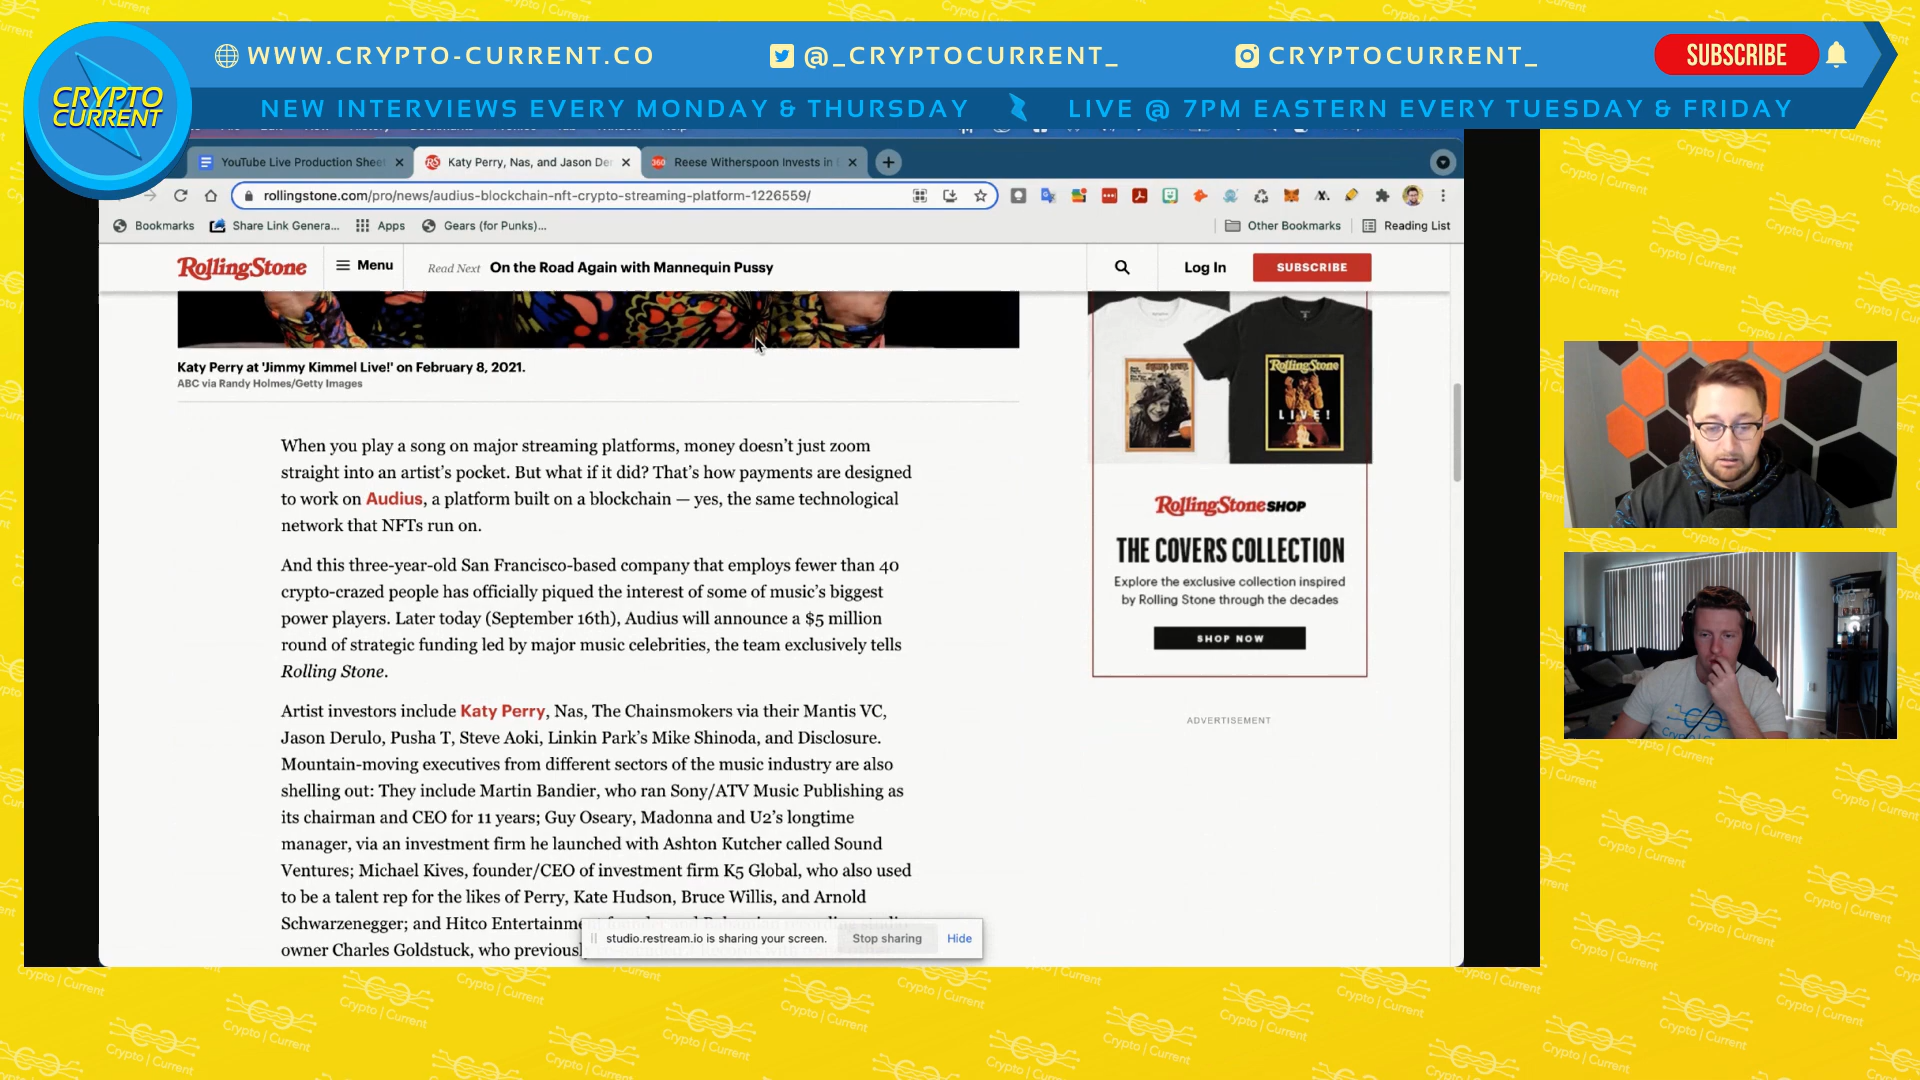 WWW.CRYPTO-CURRENT.CO
@_CRYPTOCURRENT_
CRYPTOCURRENT_
SUBSCRIBE
CRYPTO
CURRENT
NEW INTERVIEWS EVERY MONDAY & THURSDAY
LIVE @ 7PM EASTERN EVERY TUESDAY & FRIDAY
YouTube Live Production Sheet
Katy Perry, Nas, and Jason De
360
Reese Witherspoon Invests in
rollingstone.com/pro/news/audius-blockchain-nft-crypto-streaming-platform-1226559/
Bookmarks
Share Link Genera...
Apps
Gears (for Punks)...
Other Bookmarks
Reading List
RollingStone
Menu
Read Next On the Road Again with Mannequin Pussy
Log In
SUBSCRIBE
Katy Perry at 'Jimmy Kimmel Live!' on February 8, 2021.
ABC via Randy Holmes/Getty Images
When you play a song on major streaming platforms, money doesn’t just zoom
straight into an artist’s pocket. But what if it did? That’s how payments are designed
to work on Audius, a platform built on a blockchain — yes, the same technological
network that NFTs run on.
And this three-year-old San Francisco-based company that employs fewer than 40
crypto-crazed people has officially piqued the interest of some of music’s biggest
power players. Later today (September 16th), Audius will announce a $5 million
round of strategic funding led by major music celebrities, the team exclusively tells
Rolling Stone.
Artist investors include Katy Perry, Nas, The Chainsmokers via their Mantis VC,
Jason Derulo, Pusha T, Steve Aoki, Linkin Park’s Mike Shinoda, and Disclosure.
Mountain-moving executives from different sectors of the music industry are also
shelling out: They include Martin Bandier, who ran Sony/ATV Music Publishing as
its chairman and CEO for 11 years; Guy Oseary, Madonna and U2’s longtime
manager, via an investment firm he launched with Ashton Kutcher called Sound
Ventures; Michael Kives, founder/CEO of investment firm K5 Global, who also used
to be a talent rep for the likes of Perry, Kate Hudson, Bruce Willis, and Arnold
Schwarzenegger; and Hitco Entertainment
owner Charles Goldstuck, who previously
RollingStone
LIVE!
RollingStone SHOP
THE COVERS COLLECTION
Explore the exclusive collection inspired
by Rolling Stone through the decades
SHOP NOW
ADVERTISEMENT
studio.restream.io is sharing your screen.
Stop sharing
Hide
Crypto | Current